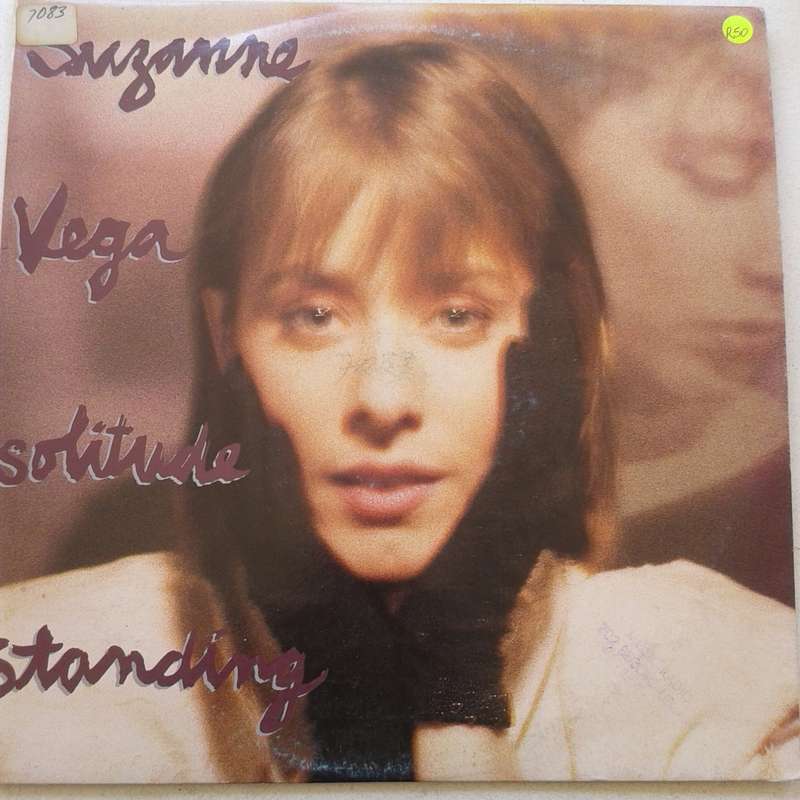 7083
R50
Suzanne
Vega
solitude
standing